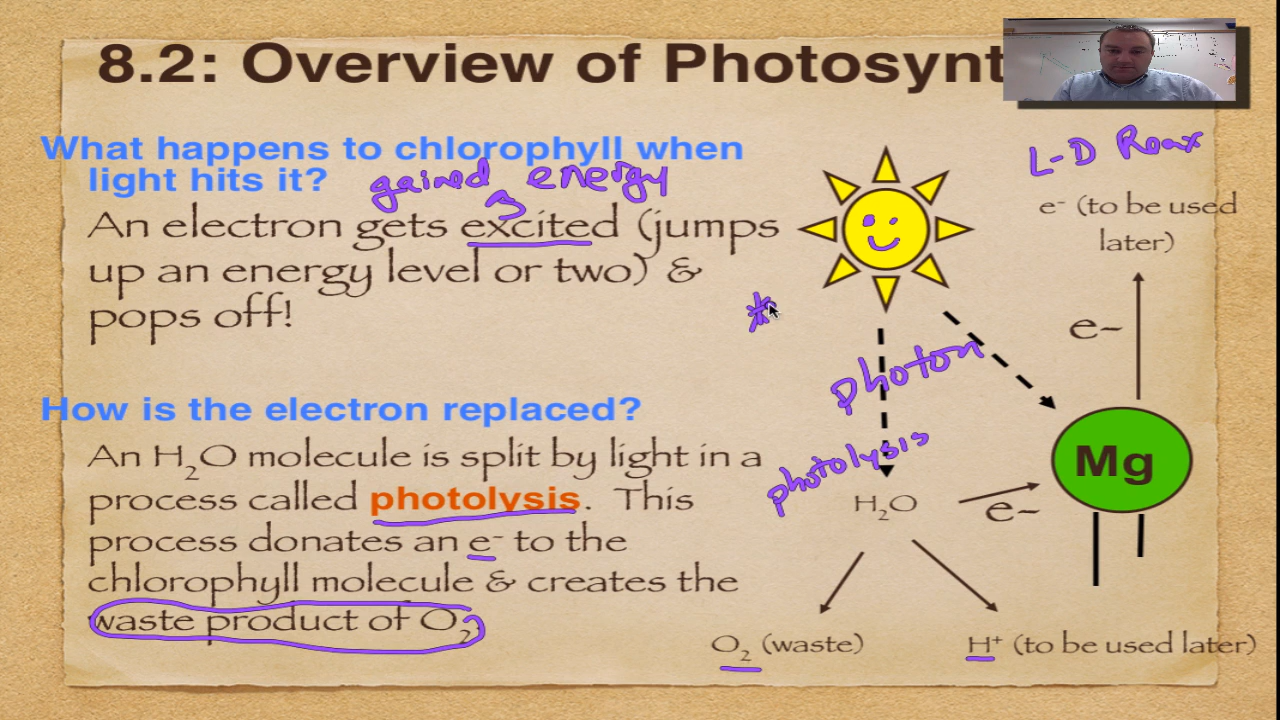 8.2: Overview of Photosynt
What happens to chlorophyll when
light hits it?
gained energy
An electron gets excited (jumps
up an energy level or two) &
pops off!
How is the electron replaced?
An H₂O molecule is split by light in a
process called photolysis. This
process donates an e⁻ to the
chlorophyll molecule & creates the
waste product of O₂.
L-D Reax
e⁻ (to be used
later)
e-
photon
Mg
photolysis
H₂O
e-
O₂ (waste)
H⁺ (to be used later)